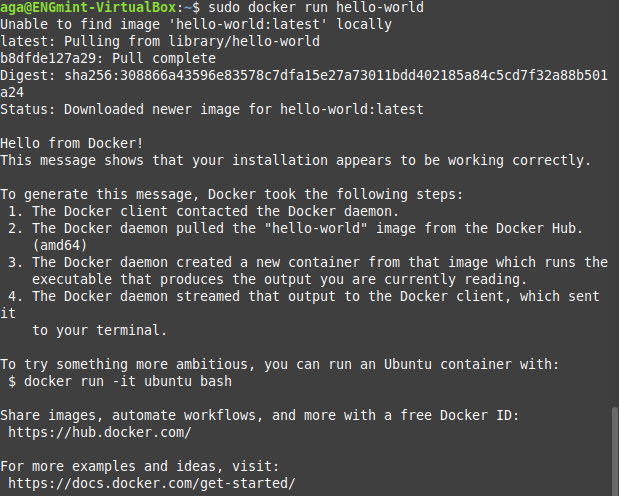 aga@ENGmint-VirtualBox:~$ sudo docker run hello-world
Unable to find image 'hello-world:latest' locally
latest: Pulling from library/hello-world
b8dfde127a29: Pull complete
Digest: sha256:308866a43596e83578c7dfa15e27a73011bdd402185a84c5cd7f32a88b501
a24
Status: Downloaded newer image for hello-world:latest

Hello from Docker!
This message shows that your installation appears to be working correctly.

To generate this message, Docker took the following steps:
 1. The Docker client contacted the Docker daemon.
 2. The Docker daemon pulled the "hello-world" image from the Docker Hub.
    (amd64)
 3. The Docker daemon created a new container from that image which runs the
    executable that produces the output you are currently reading.
 4. The Docker daemon streamed that output to the Docker client, which sent
it
    to your terminal.

To try something more ambitious, you can run an Ubuntu container with:
 $ docker run -it ubuntu bash

Share images, automate workflows, and more with a free Docker ID:
 https://hub.docker.com/

For more examples and ideas, visit:
 https://docs.docker.com/get-started/